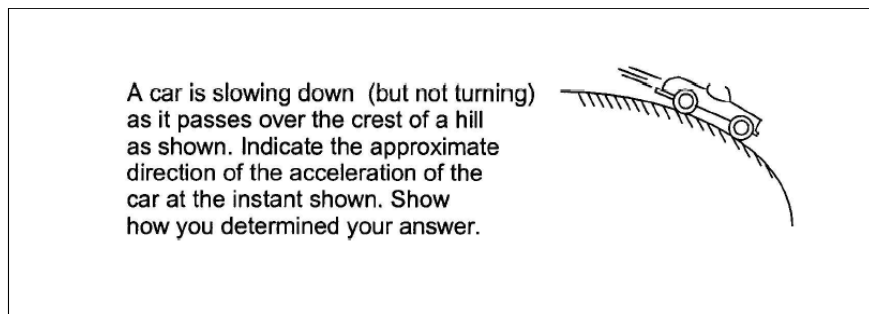 A car is slowing down (but not turning)
as it passes over the crest of a hill
as shown. Indicate the approximate
direction of the acceleration of the
car at the instant shown. Show
how you determined your answer.